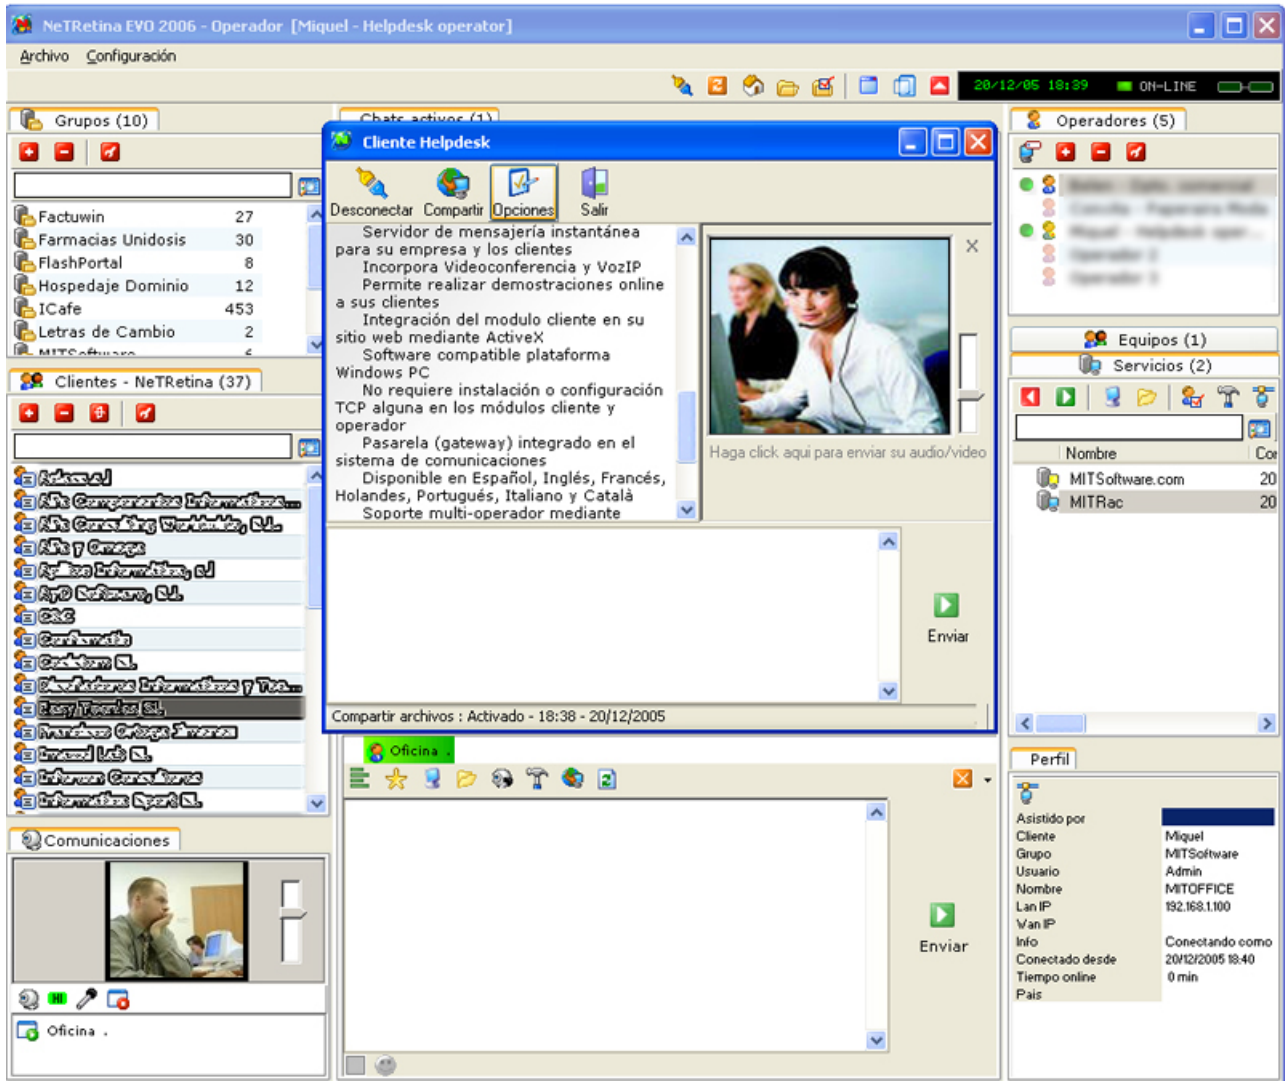 NeTRetina EVO 2006 - Operador [Miquel - Helpdesk operator]
Archivo Configuración
20/12/05 18:39 ON-LINE
Grupos (10)
Factuwin 27
Farmacias Unidosis 30
FlashPortal 8
Hospedaje Dominio 12
ICafe 453
Letras de Cambio 2
MITSoftware 6
Clientes - NeTRetina (37)
Comunicaciones
HI
Oficina .
Chats activos (1)
Cliente Helpdesk
Desconectar Compartir Opciones Salir
Servidor de mensajería instantánea
para su empresa y los clientes
Incorpora Videoconferencia y VozIP
Permite realizar demostraciones online
a sus clientes
Integración del modulo cliente en su
sitio web mediante ActiveX
Software compatible plataforma
Windows PC
No requiere instalación o configuración
TCP alguna en los módulos cliente y
operador
Pasarela (gateway) integrado en el
sistema de comunicaciones
Disponible en Español, Inglés, Francés,
Holandes, Portugués, Italiano y Català
Soporte multi-operador mediante
Haga click aqui para enviar su audio/video
Enviar
Compartir archivos : Activado - 18:38 - 20/12/2005
Oficina .
Enviar
Operadores (5)
Equipos (1)
Servicios (2)
Nombre Cor
MITSoftware.com 20
MITRac 20
Perfil
Asistido por
Cliente Miquel
Grupo MITSoftware
Usuario Admin
Nombre MITOFFICE
Lan IP 192.168.1.100
Wan IP
Info Conectando como
Conectado desde 20/12/2005 18:40
Tiempo online 0 min
Pais